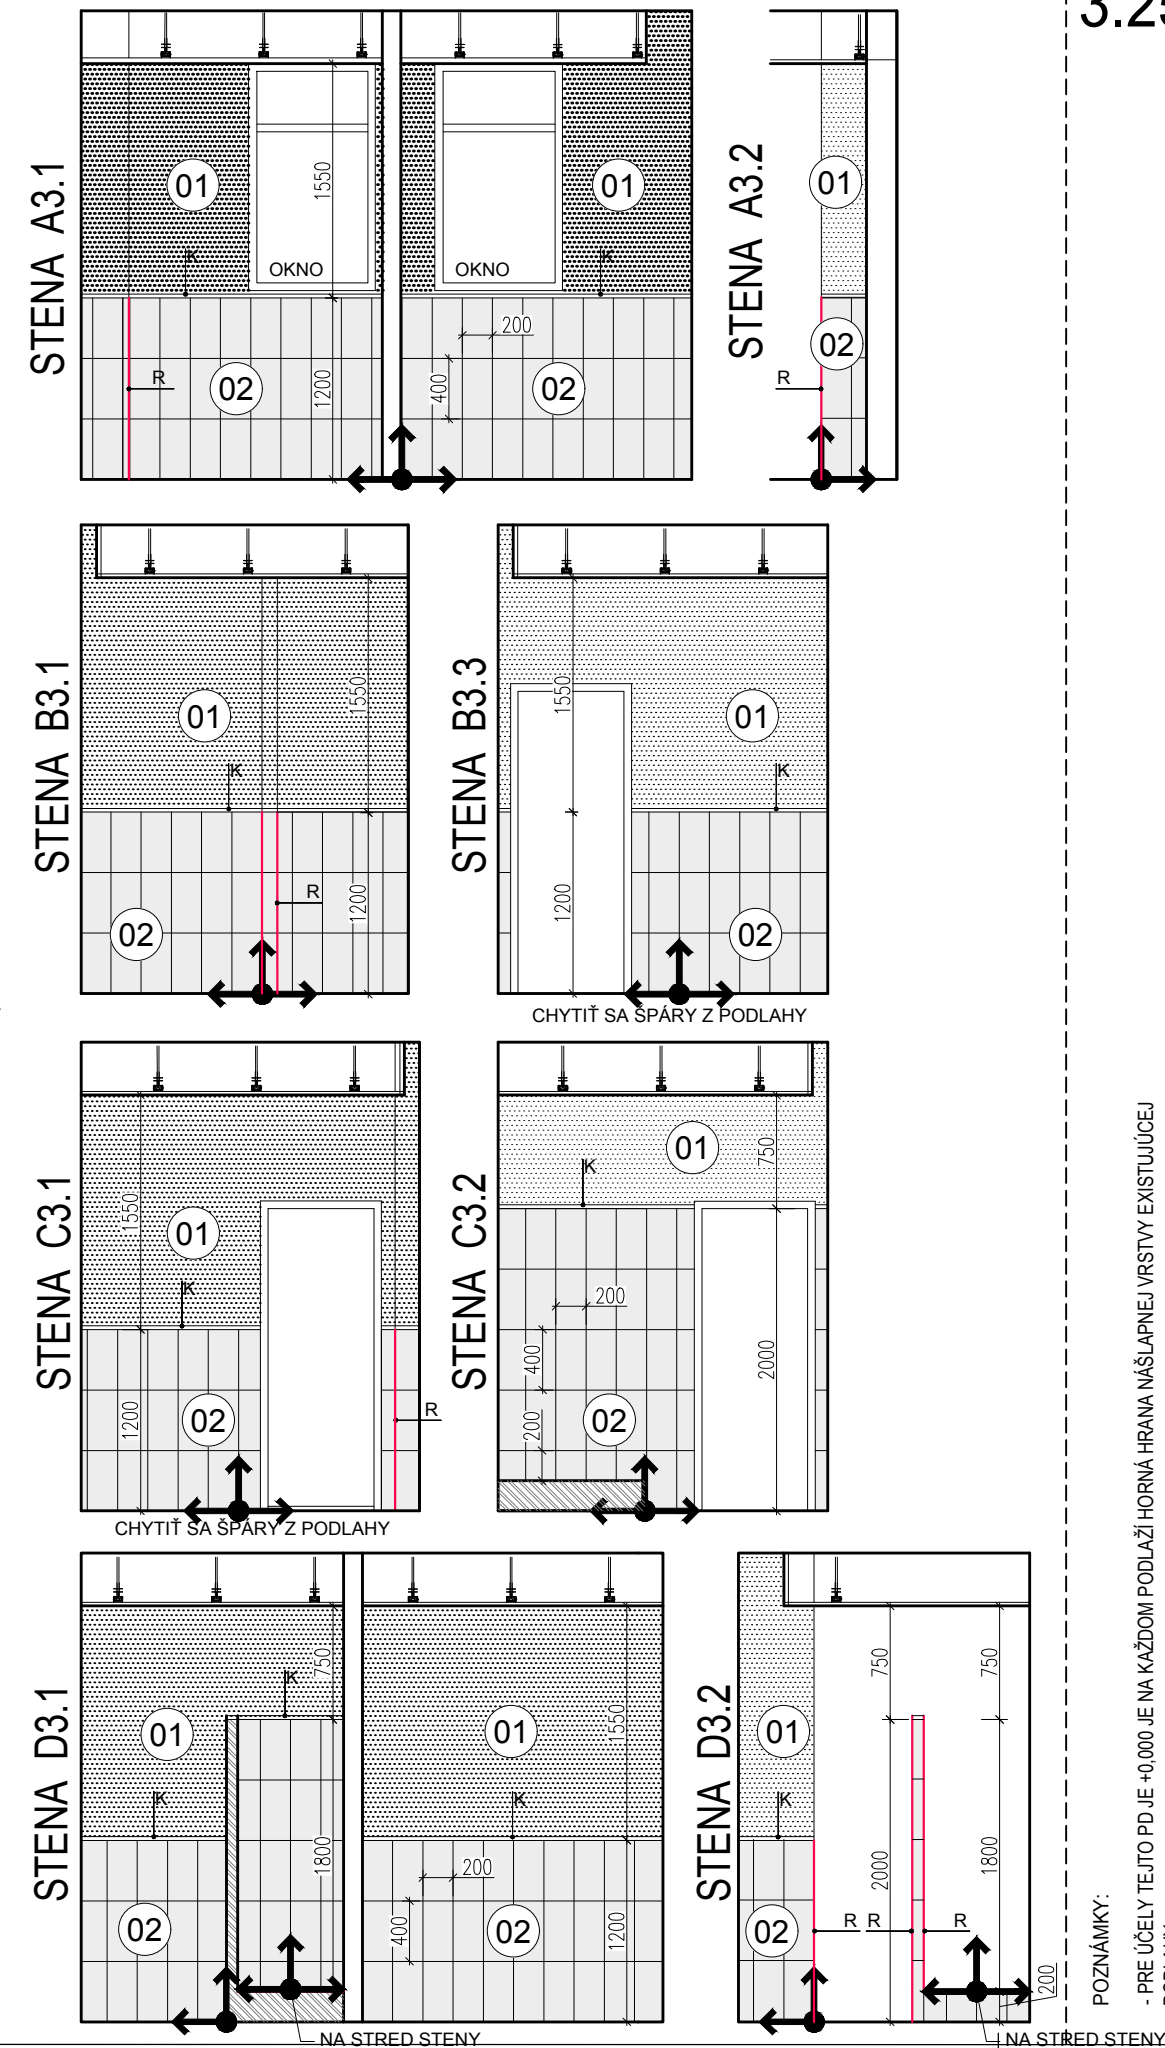 3.25
STENA A3.1
01
1550
01
K
K
OKNO
OKNO
200
R
02
1200
400
02
STENA A3.2
01
02
R
STENA B3.1
01
1550
K
R
1200
02
STENA B3.3
1550
01
K
1200
02
CHYTIŤ SA ŠPÁRY Z PODLAHY
STENA C3.1
1550
01
K
1200
02
R
CHYTIŤ SA ŠPÁRY Z PODLAHY
STENA C3.2
01
750
K
200
400
2000
200
02
STENA D3.1
750
K
01
01
1550
K
K
1800
200
02
400
02
1200
NA STRED STENY
STENA D3.2
750
750
01
K
2000
1800
02
R
R
R
200
NA STRED STENY
POZNÁMKY:
- PRE ÚČELY TEJTO PD JE +0,000 JE NA KAŽDOM PODLAŽÍ HORNÁ HRANA NÁŠLAPNEJ VRSTVY EXISTUJÚCEJ